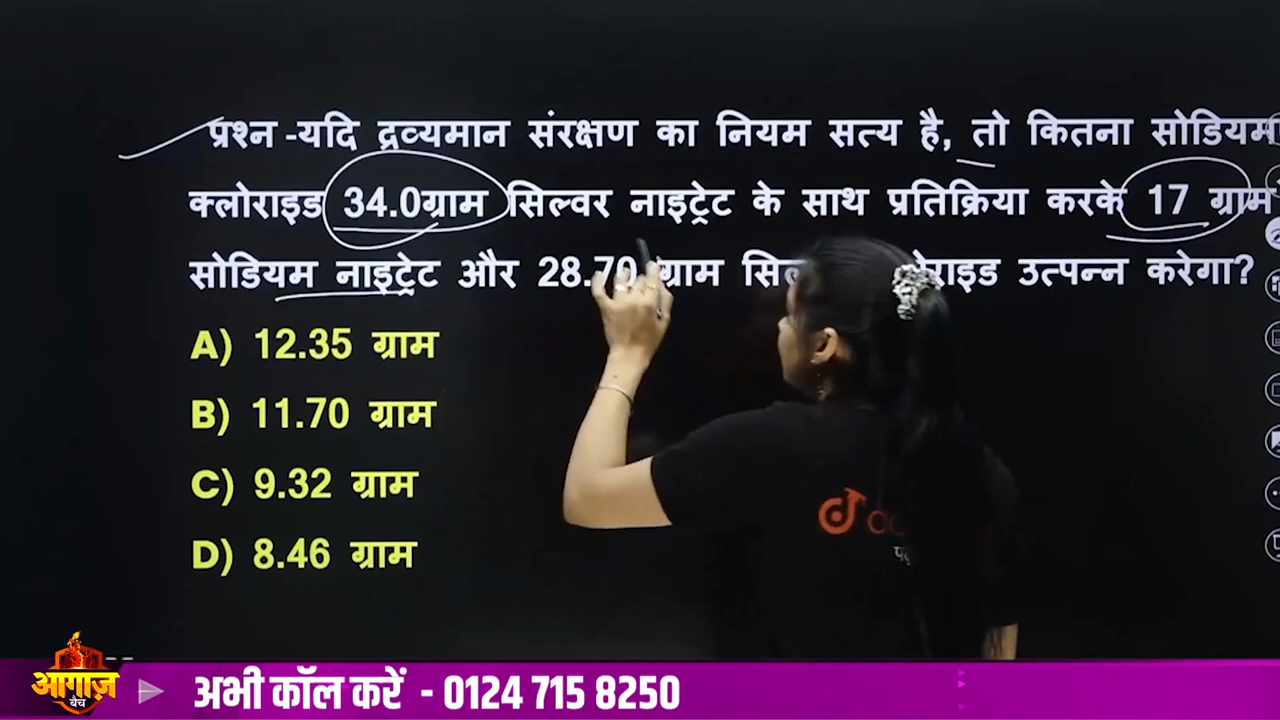 प्रश्न -यदि द्रव्यमान संरक्षण का नियम सत्य है, तो कितना सोडियम
क्लोराइड 34.0ग्राम सिल्वर नाइट्रेट के साथ प्रतिक्रिया करके 17 ग्राम
सोडियम नाइट्रेट और 28.70 ग्राम उत्पन्न करेगा?
A) 12.35 ग्राम
B) 11.70 ग्राम
C) 9.32 ग्राम
D) 8.46 ग्राम
आगाज़
बैच
अभी कॉल करें - 0124 715 8250